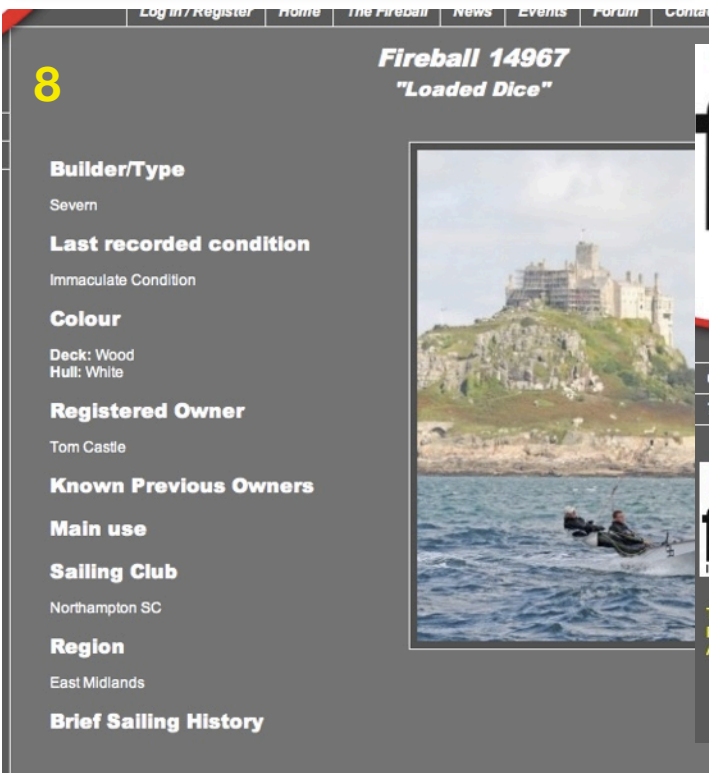 Log in / Register Home The Fireball News Events Forum
8
Fireball 14967
"Loaded Dice"
Builder/Type
Severn
Last recorded condition
Immaculate Condition
Colour
Deck: Wood
Hull: White
Registered Owner
Tom Castle
Known Previous Owners
Main use
Sailing Club
Northampton SC
Region
East Midlands
Brief Sailing History